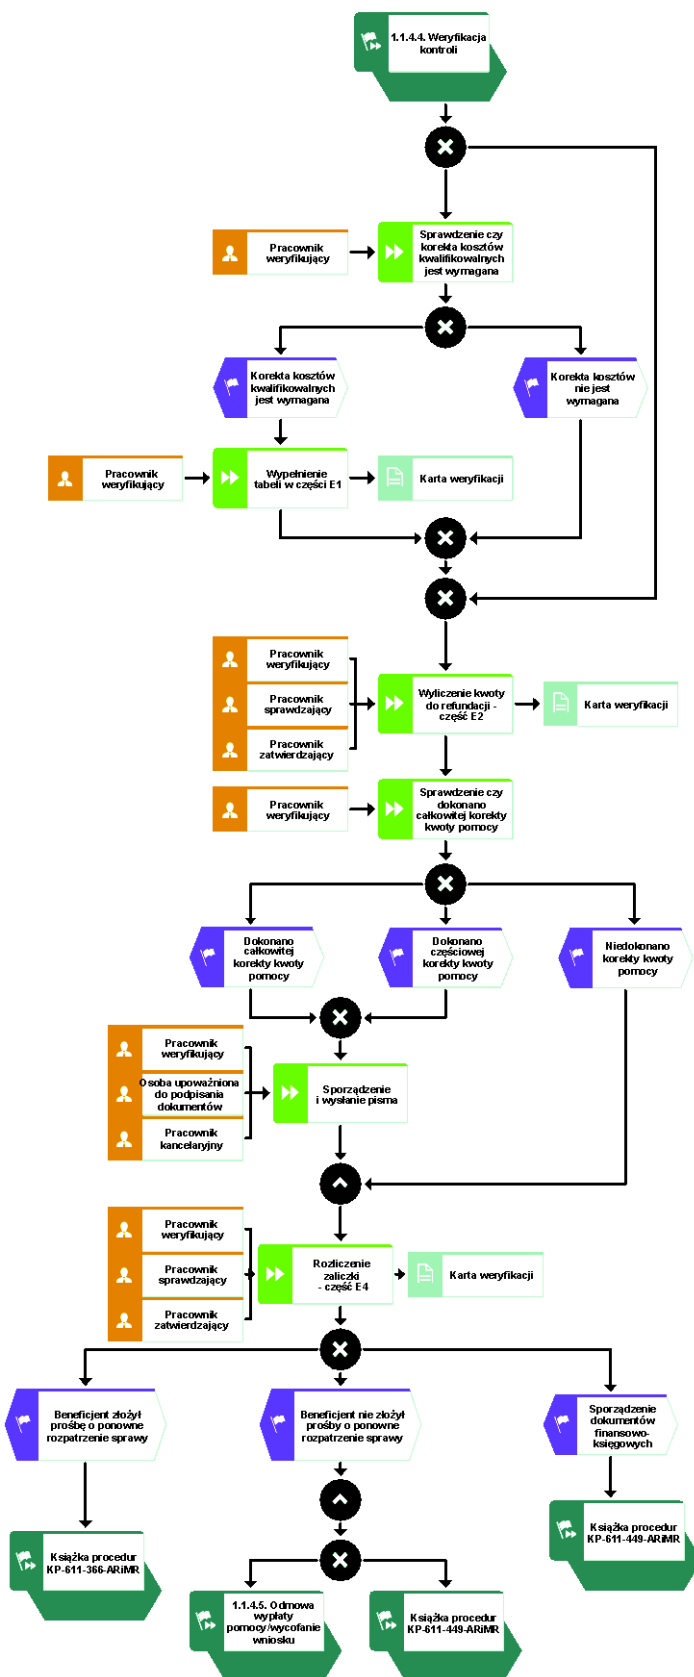 1.1.4.4. Weryfikacja
kontroli
Pracownik
weryfikujący
Sprawdzenie czy
korekta kosztów
kwalifikowalnych
jest wymagana
Korekta kosztów
kwalifikowalnych
jest wymagana
Korekta kosztów
nie jest
wymagana
Pracownik
weryfikujący
Wypełnienie
tabeli w części E1
Karta weryfikacji
Pracownik
weryfikujący
Pracownik
sprawdzający
Pracownik
zatwierdzający
Wyliczenie kwoty
do refundacji -
część E2
Karta weryfikacji
Pracownik
weryfikujący
Sprawdzenie czy
dokonano
całkowitej korekty
kwoty pomocy
Dokonano
całkowitej
korekty kwoty
pomocy
Dokonano
częściowej
korekty kwoty
pomocy
Niedokonano
korekty kwoty
pomocy
Pracownik
weryfikujący
Osoba upoważniona
do podpisania
dokumentów
Pracownik
kancelaryjny
Sporządzenie
i wysłanie pisma
Pracownik
weryfikujący
Pracownik
sprawdzający
Pracownik
zatwierdzający
Rozliczenie
zaliczki
- część E4
Karta weryfikacji
Beneficjent złożył
prośbę o ponowne
rozpatrzenie sprawy
Beneficjent nie złożył
prośby o ponowne
rozpatrzenie sprawy
Sporządzenie
dokumentów
finansowo-
księgowych
Książka procedur
KP-611-366-ARiMR
1.1.4.5. Odmowa
wypłaty
pomocy/wycofanie
wniosku
Książka procedur
KP-611-449-ARiMR
Książka procedur
KP-611-449-ARiMR